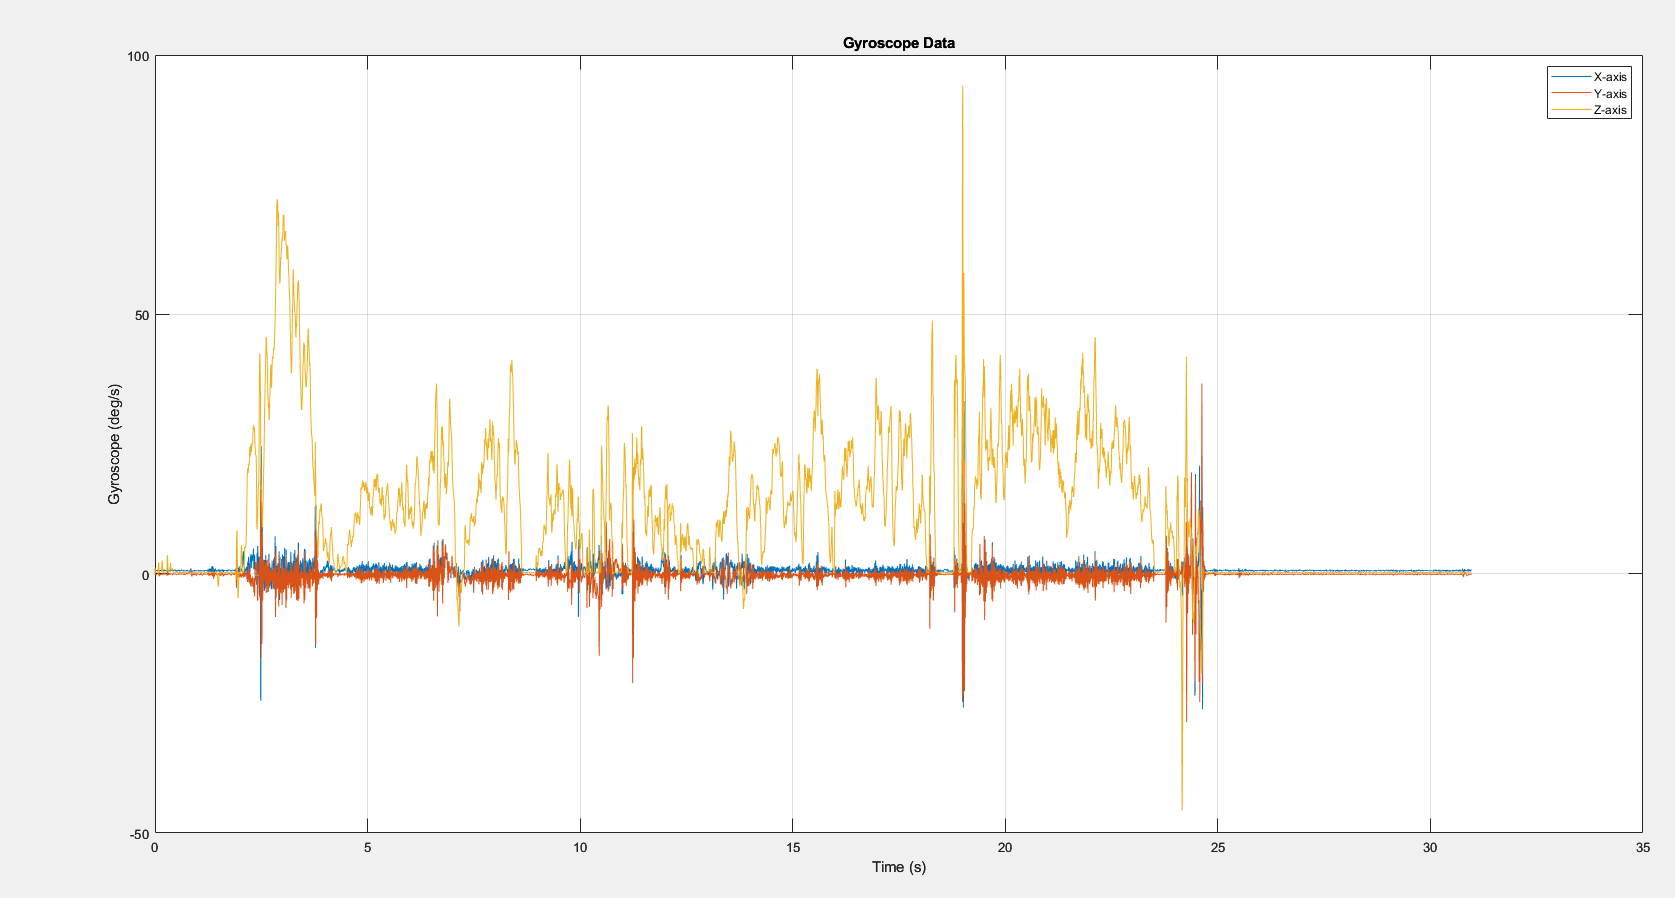 Gyroscope Data
X-axis
Y-axis
Z-axis
100
50
0
-50
Gyroscope (deg/s)
0 5 10 15 20 25 30 35
Time (s)